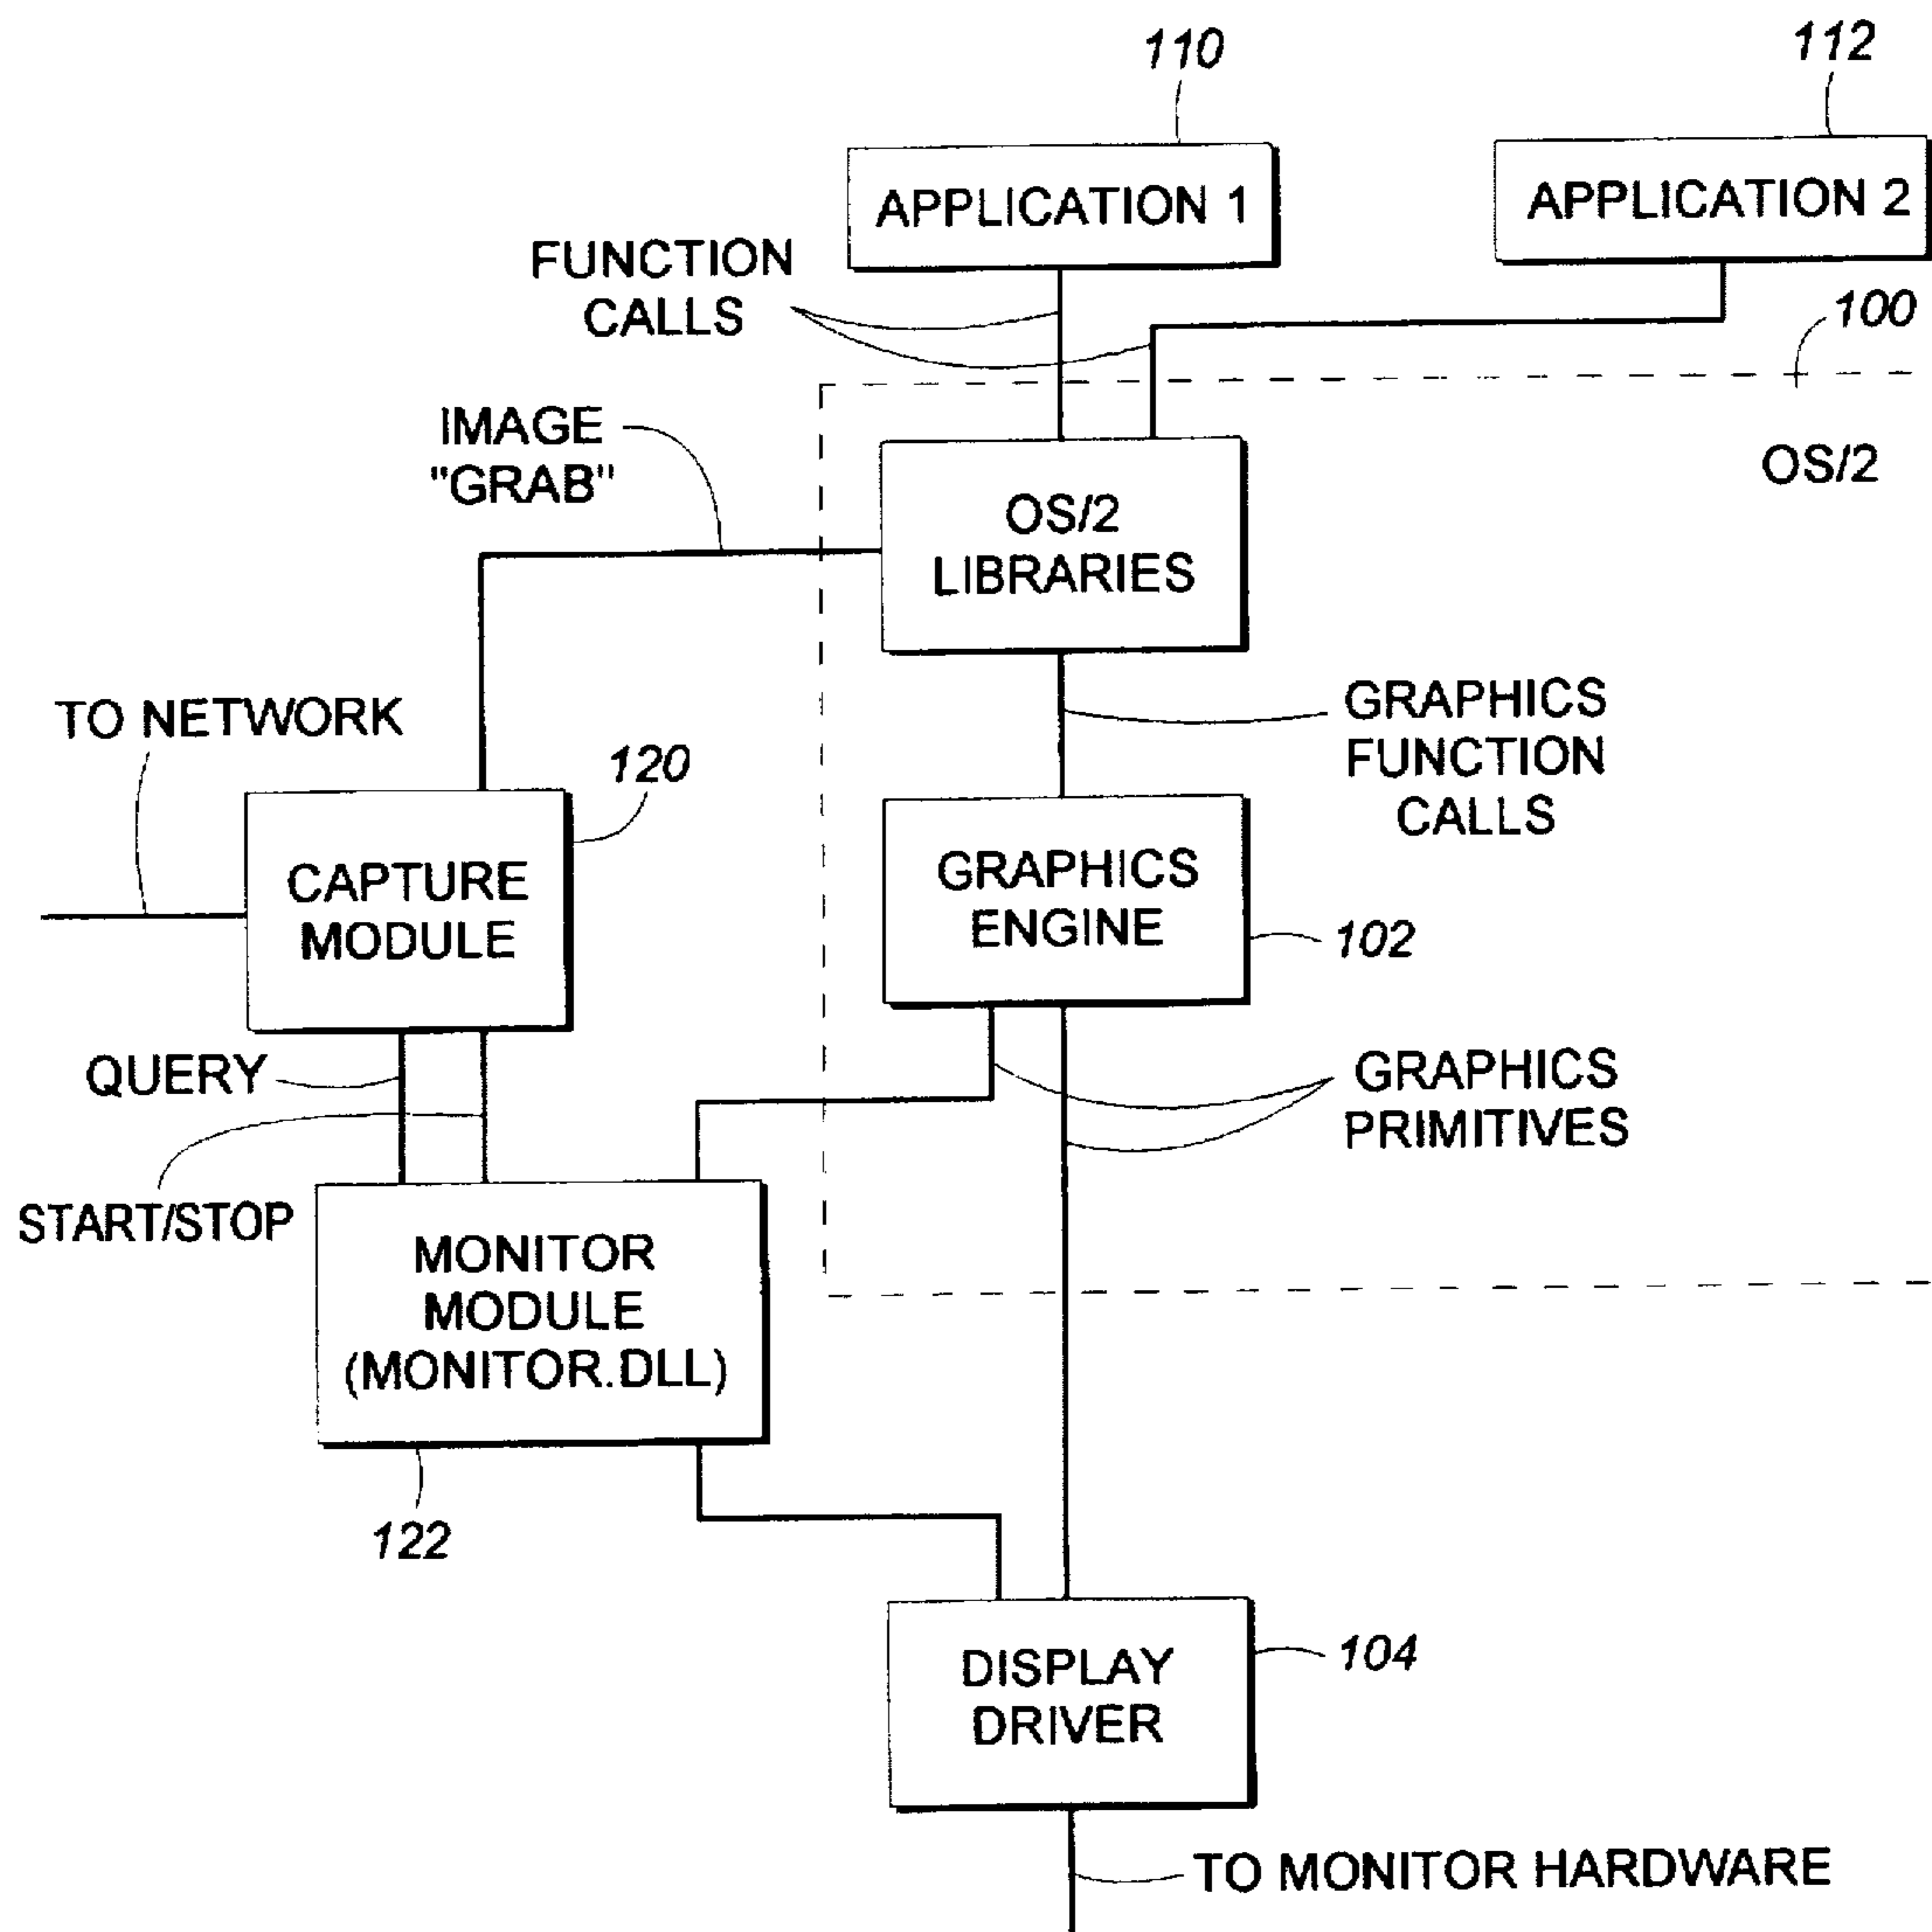 110
112
APPLICATION 1
APPLICATION 2
FUNCTION
CALLS
100
IMAGE
"GRAB"
OS/2
OS/2
LIBRARIES
TO NETWORK
120
GRAPHICS
FUNCTION
CALLS
CAPTURE
MODULE
GRAPHICS
ENGINE
102
QUERY
GRAPHICS
PRIMITIVES
START/STOP
MONITOR
MODULE
(MONITOR.DLL)
122
104
DISPLAY
DRIVER
TO MONITOR HARDWARE